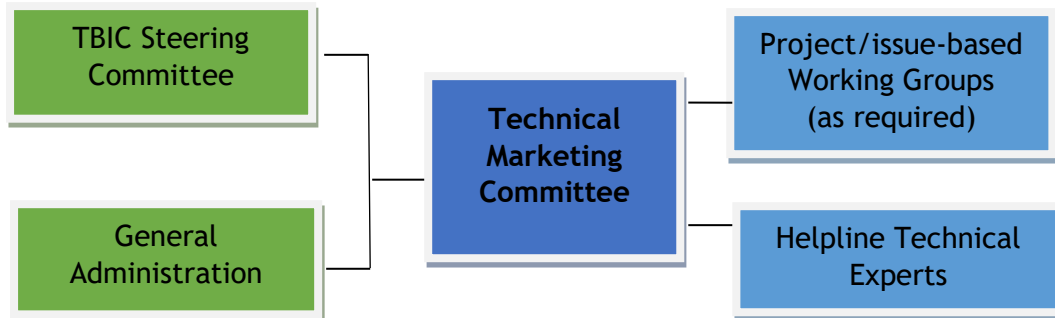 TBIC Steering
Committee
General
Administration
Technical
Marketing
Committee
Project/issue-based
Working Groups
(as required)
Helpline Technical
Experts